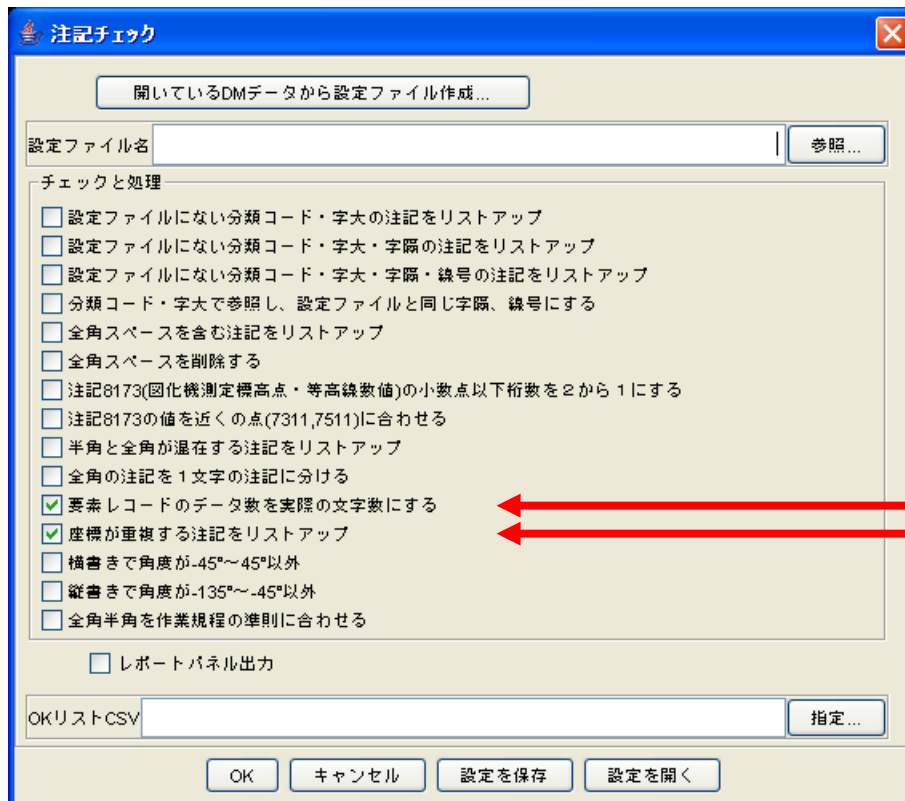 注記チェック
開いているDMデータから設定ファイル作成...
設定ファイル名 参照...
チェックと処理
設定ファイルにない分類コード・字大の注記をリストアップ
設定ファイルにない分類コード・字大・字隔の注記をリストアップ
設定ファイルにない分類コード・字大・字隔・線号の注記をリストアップ
分類コード・字大で参照し、設定ファイルと同じ字隔、線号にする
全角スペースを含む注記をリストアップ
全角スペースを削除する
注記8173(図化機測定標高点・等高線数値)の小数点以下桁数を２から１にする
注記8173の値を近くの点(7311,7511)に合わせる
半角と全角が混在する注記をリストアップ
全角の注記を１文字の注記に分ける
要素レコードのデータ数を実際の文字数にする
座標が重複する注記をリストアップ
横書きで角度が-45°～45°以外
縦書きで角度が-135°～-45°以外
全角半角を作業規程の準則に合わせる
レポートパネル出力
OKリストCSV 指定...
OK キャンセル 設定を保存 設定を開く